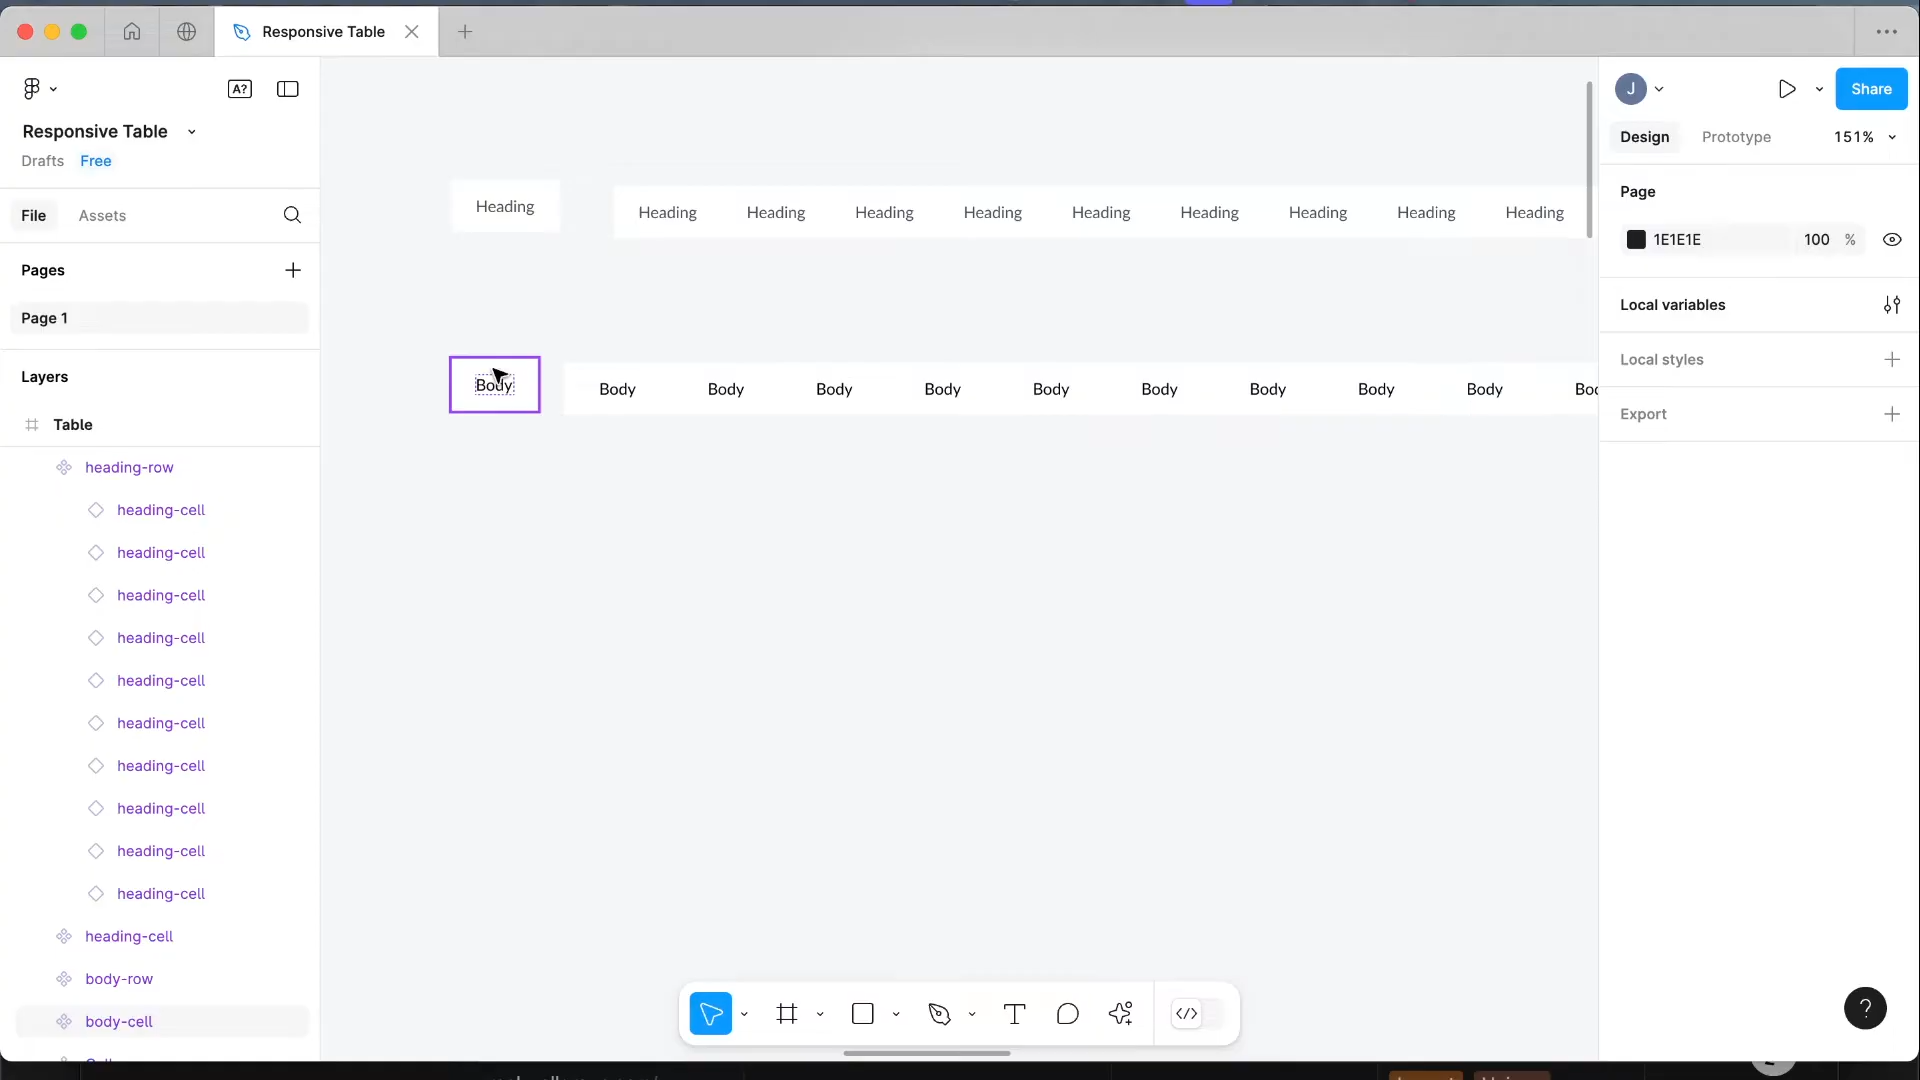 Responsive Table
A?
Responsive Table
Drafts Free
J
Share
Design Prototype 151%
File Assets
Page
1E1E1E 100 %
Pages
Page 1
Local variables
Local styles
Export
Layers
Table
heading-row
heading-cell
heading-cell
heading-cell
heading-cell
heading-cell
heading-cell
heading-cell
heading-cell
heading-cell
heading-cell
heading-cell
body-row
body-cell
Heading
Heading Heading Heading Heading Heading Heading Heading Heading Heading
Body
Body Body Body Body Body Body Body Body Body
?